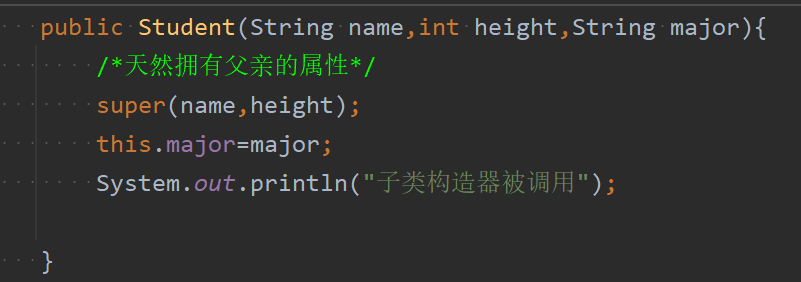 public Student(String name,int height,String major){
/*天然拥有父亲的属性*/
super(name,height);
this.major=major;
System.out.println("子类构造器被调用");
}